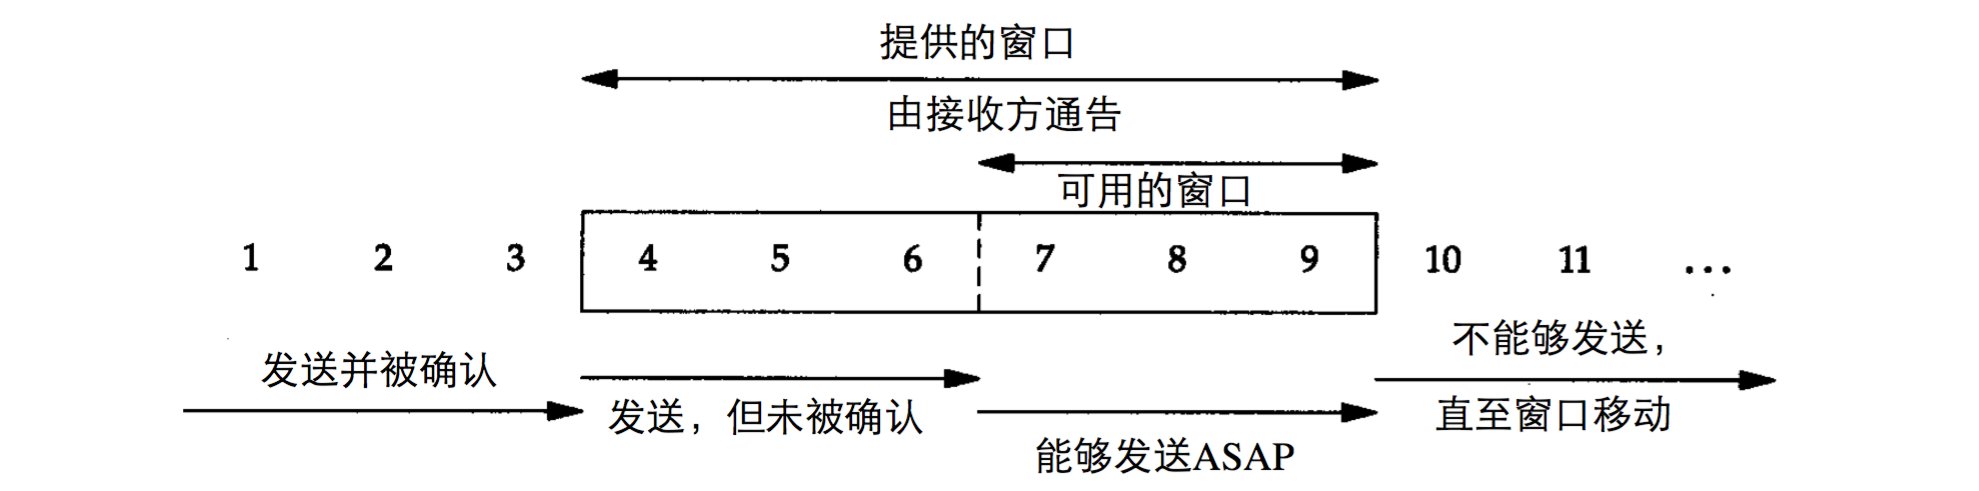 提供的窗口
由接收方通告
可用的窗口
1 2 3 4 5 6 7 8 9 10 11 ...
发送并被确认
发送，但未被确认
能够发送ASAP
不能够发送，
直至窗口移动